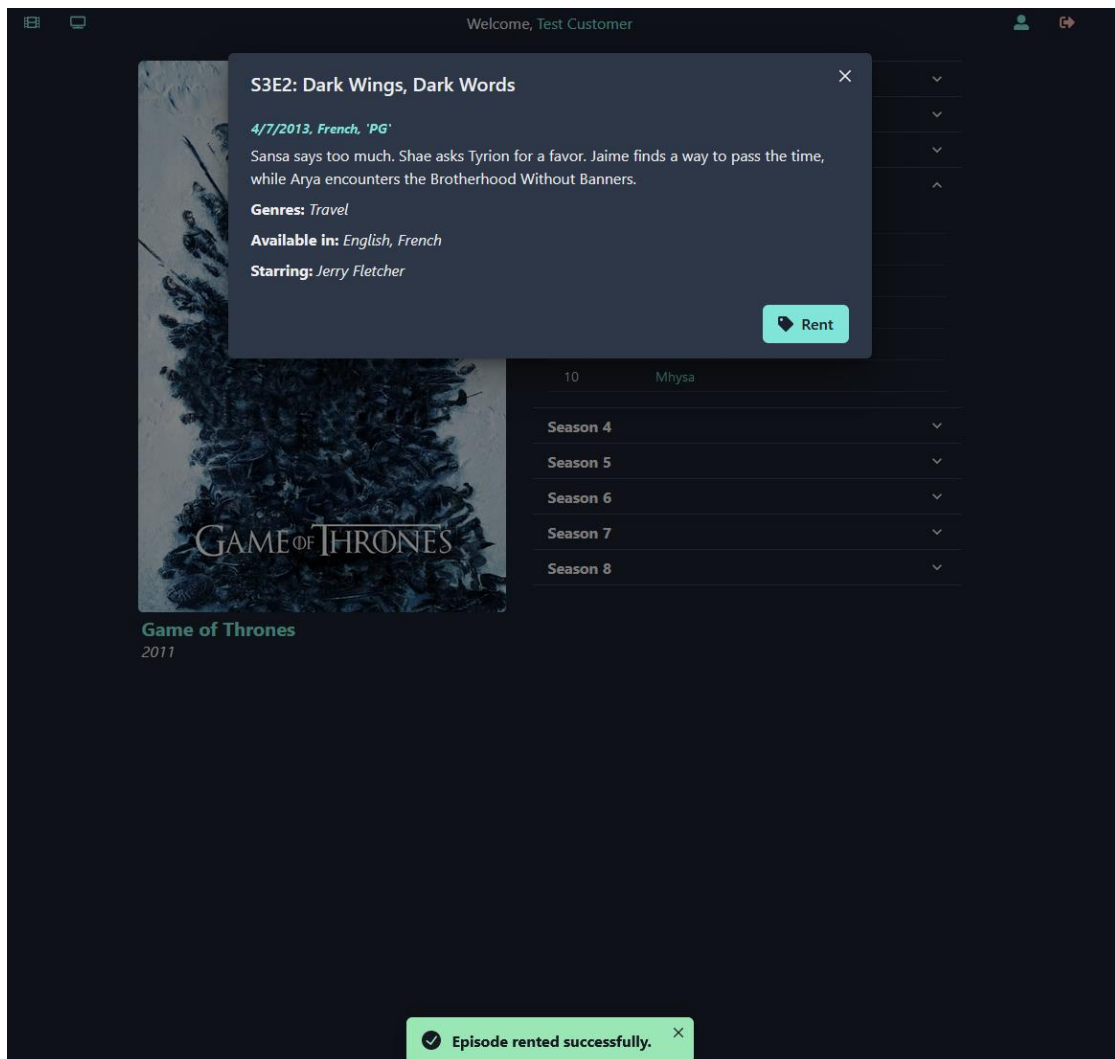 Welcome, Test Customer
S3E2: Dark Wings, Dark Words
4/7/2013, French, 'PG'
Sansa says too much. Shae asks Tyrion for a favor. Jaime finds a way to pass the time,
while Arya encounters the Brotherhood Without Banners.
Genres: Travel
Available in: English, French
Starring: Jerry Fletcher
Rent
10 Mhysa
Season 4
Season 5
Season 6
Season 7
Season 8
GAME OF THRONES
Game of Thrones
2011
Episode rented successfully.